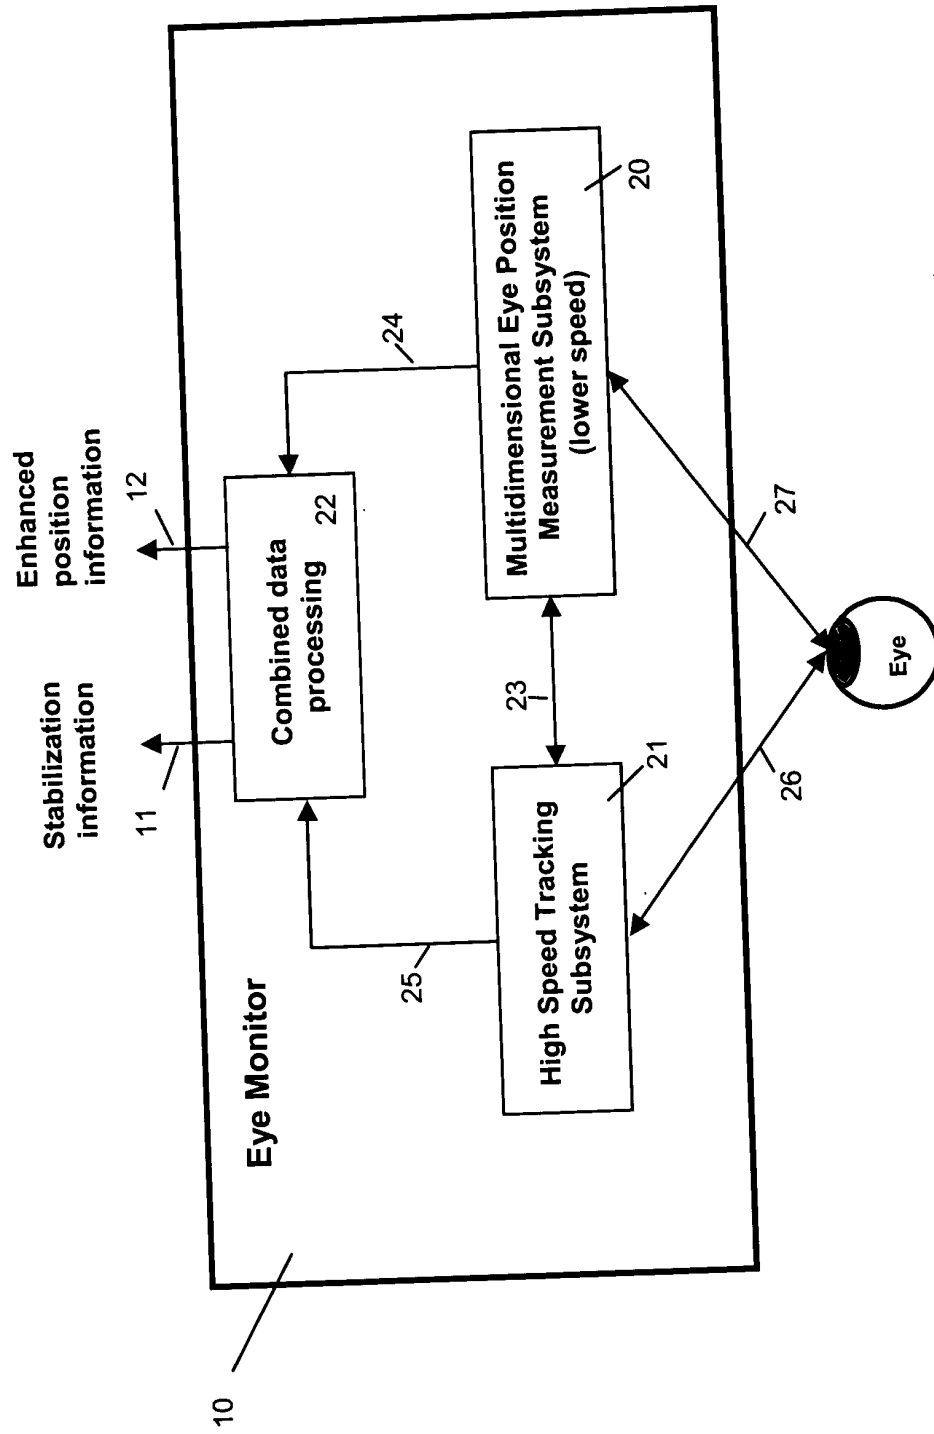 Stabilization
information
Enhanced
position
information
11
12
Combined data
processing
22
Eye Monitor
10
25
24
High Speed Tracking
Subsystem
21
23
Multidimensional Eye Position
Measurement Subsystem
(lower speed)
20
26
27
Eye